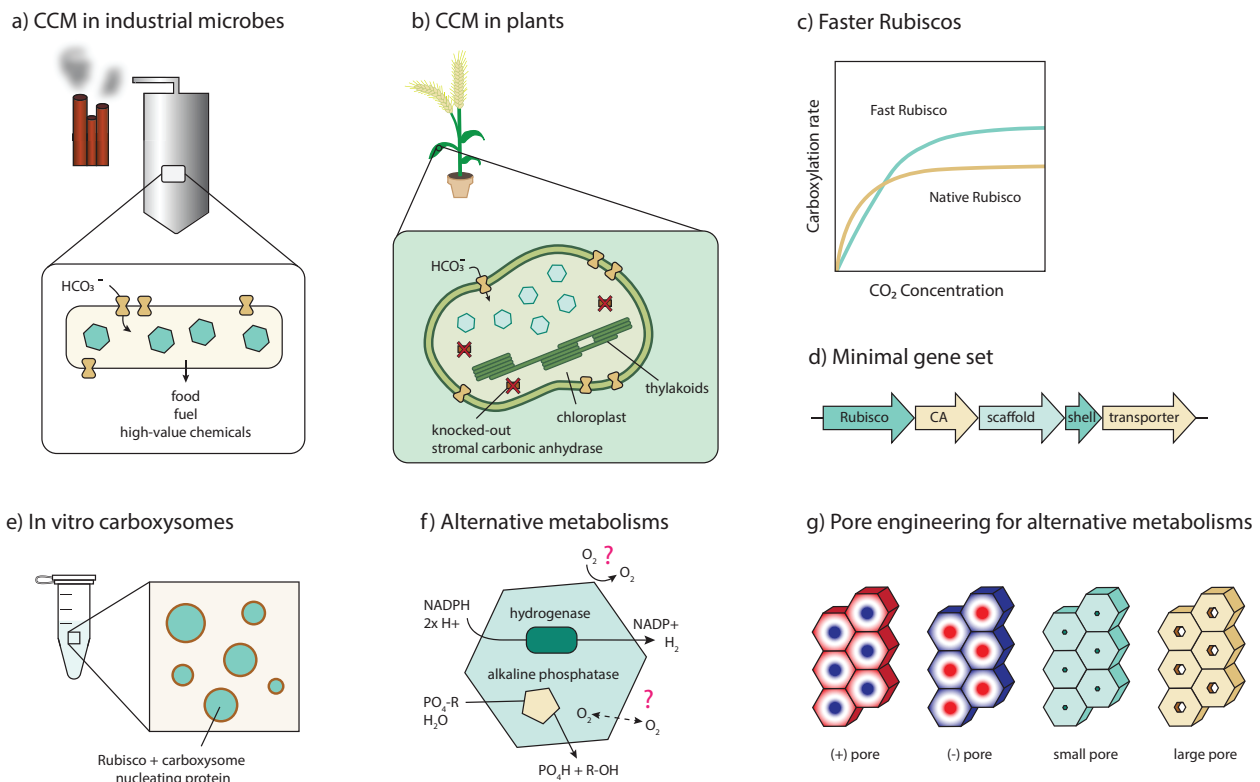 a) CCM in industrial microbes
HCO₃⁻
food
fuel
high-value chemicals
b) CCM in plants
HCO₃⁻
thylakoids
chloroplast
knocked-out
stromal carbonic anhydrase
c) Faster Rubiscos
Carboxylation rate
Fast Rubisco
Native Rubisco
CO₂ Concentration
d) Minimal gene set
Rubisco CA scaffold shell transporter
e) In vitro carboxysomes
Rubisco + carboxysome
nucleating protein
f) Alternative metabolisms
O₂ ?
O₂
NADPH
2x H+
hydrogenase
NADP+
H₂
alkaline phosphatase
PO₄-R
H₂O
?
O₂ O₂
PO₄H + R-OH
g) Pore engineering for alternative metabolisms
(+) pore (-) pore small pore large pore